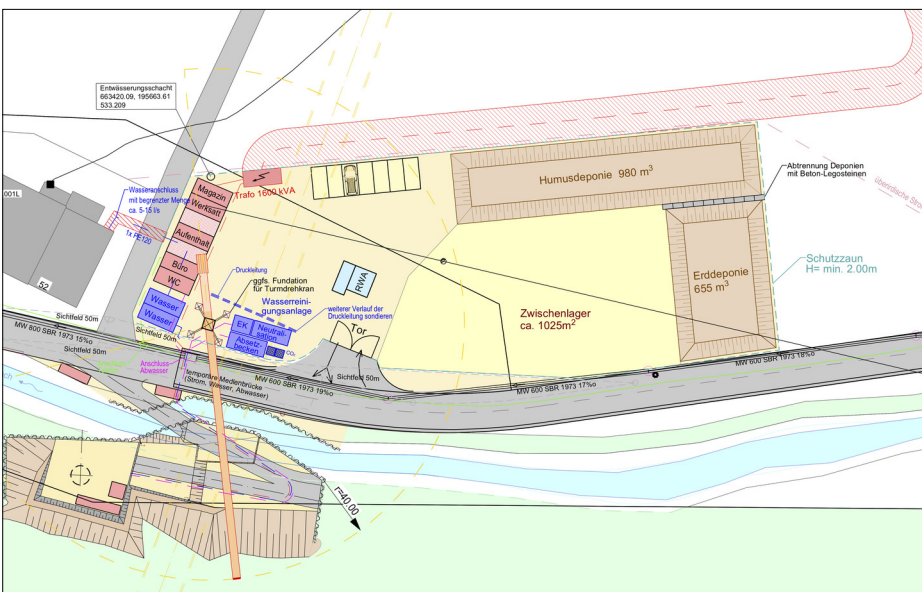 Entwässerungsschacht
663420.09, 195663.61
533.209
Trafo 1600 kVA
Humusdeponie 980 m³
Abtrennung Deponien
mit Beton-Legosteinen
.001L
Wasseranschluss
mit begrenzter Menge
ca. 5-15 l/s
1x PE120
Magazin
Werksatt
Aufenthalt
Büro
WC
Wasser
Wasser
Druckleitung
ggfs. Fundation
für Turmdrehkran
Wasserreini-
gungsanlage
RWA
weiterer Verlauf der
Druckleitung sondieren
EK
Neutrali-
sation
Absetz-
becken
CO₂
Tor
Zwischenlager
ca. 1025m²
Erddeponie
655 m³
Schutzzaun
H= min. 2.00m
52
Sichtfeld 50m
MW 800 SBR 1973 15%o
Sichtfeld 50m
Sichtfeld 50m
Anschluss
Abwasser
temporäre Medienbrücke
(Strom, Wasser, Abwasser)
MW 600 SBR 1973 19%o
Sichtfeld 50m
MW 600 SBR 1973 17%o
MW 600 SBR 1973 18%o
r=40.00